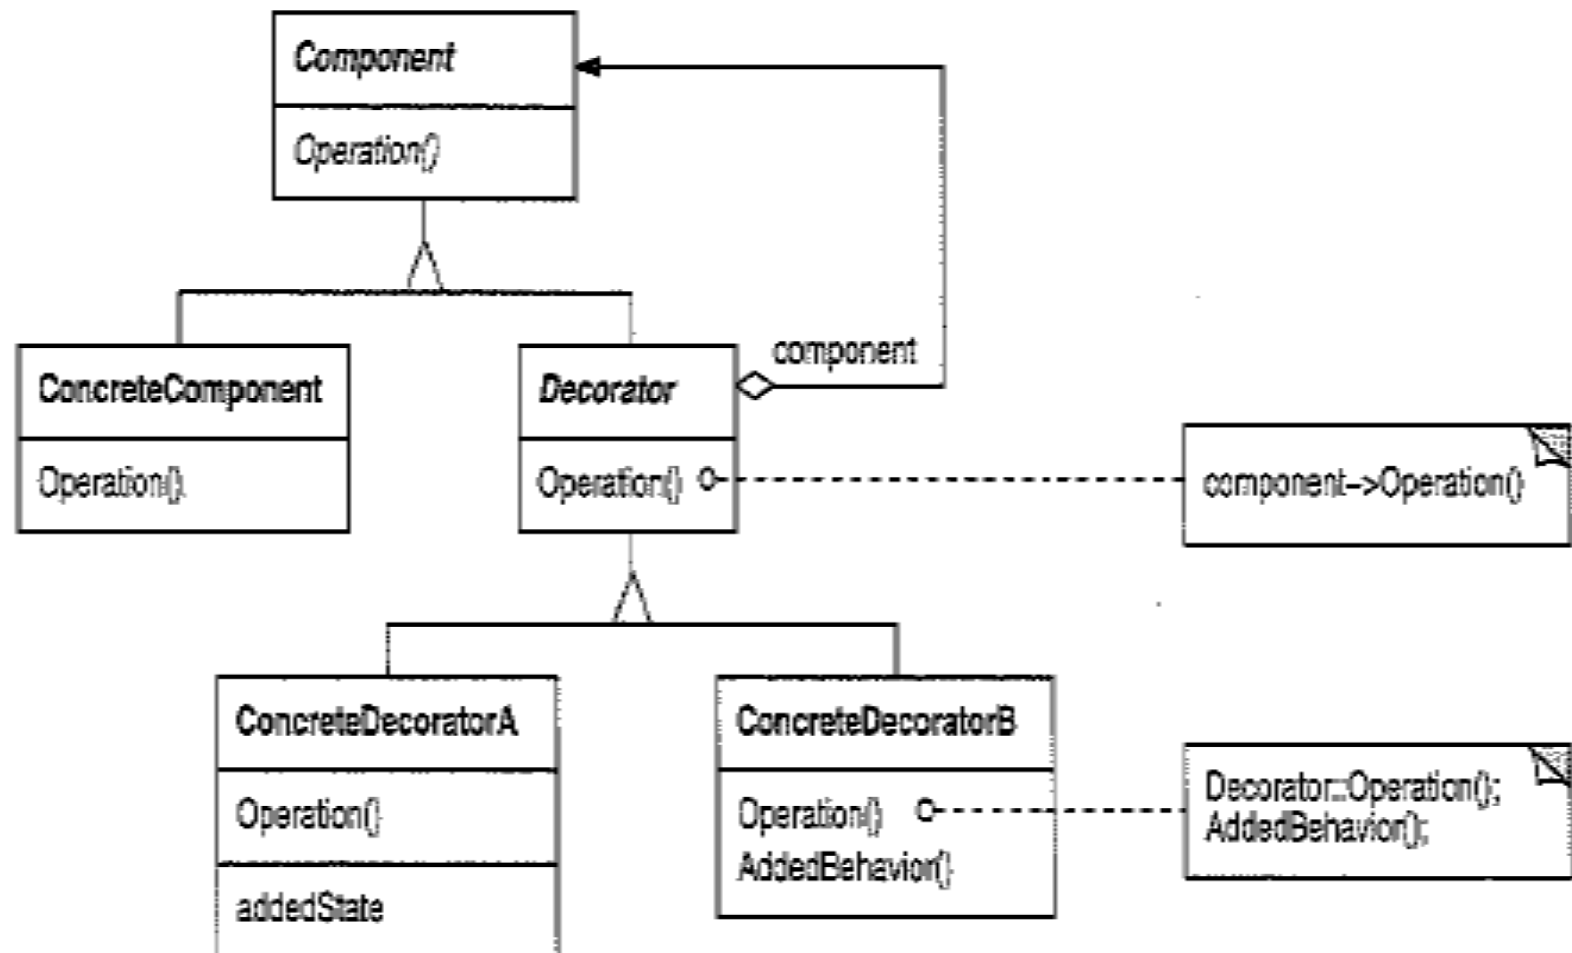 Component
Operation()
component
ConcreteComponent
Decorator
Operation()
Operation()
component->Operation()
ConcreteDecoratorA
ConcreteDecoratorB
Operation()
Operation()
AddedBehavior()
Decorator::Operation();
AddedBehavior();
addedState